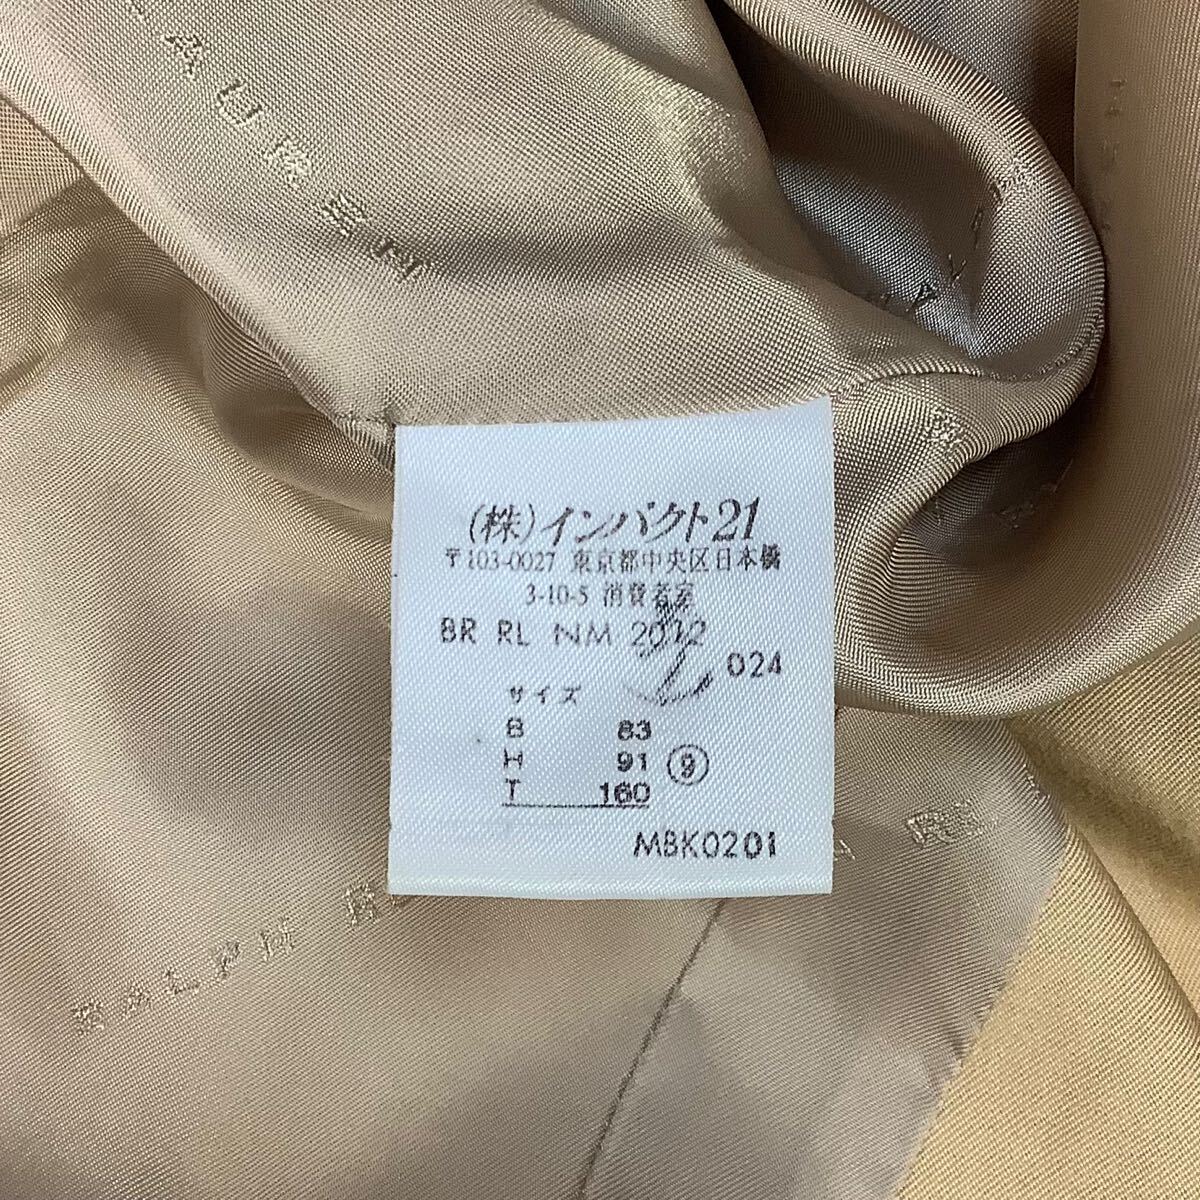 (株)インパクト21
〒103-0027 東京都中央区日本橋
3-10-5 消費者室
BR RL NM 2012
024
サイズ
B 83
H 91 ⑨
T 160
MBK0201
RALPH